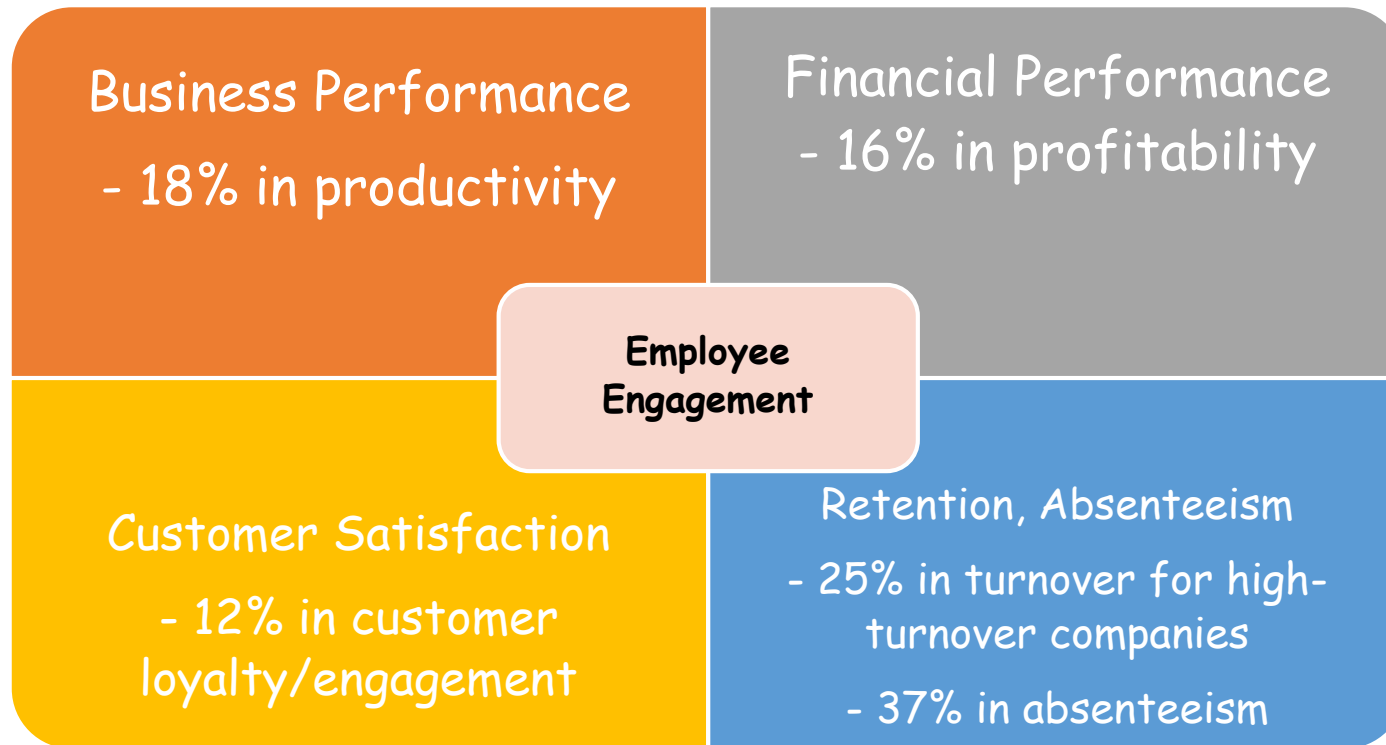 Business Performance
- 18% in productivity
Financial Performance
- 16% in profitability
Employee
Engagement
Customer Satisfaction
- 12% in customer
loyalty/engagement
Retention, Absenteeism
- 25% in turnover for high-
turnover companies
- 37% in absenteeism